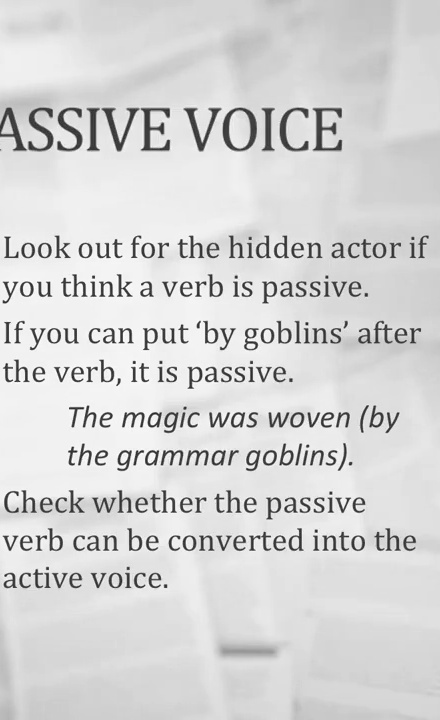 ASSIVE VOICE
Look out for the hidden actor if
you think a verb is passive.
If you can put ‘by goblins’ after
the verb, it is passive.
The magic was woven (by
the grammar goblins).
Check whether the passive
verb can be converted into the
active voice.